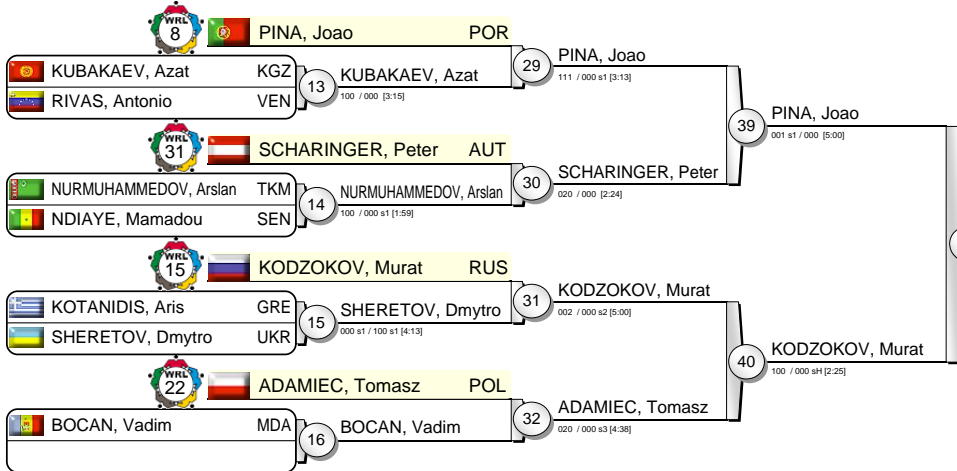 WRL
8
PINA, Joao POR
KUBAKAEV, Azat KGZ
RIVAS, Antonio VEN
13
KUBAKAEV, Azat
100 / 000 [3:15]
29
PINA, Joao
111 / 000 s1 [3:13]
WRL
31
SCHARINGER, Peter AUT
NURMUHAMMEDOV, Arslan TKM
NDIAYE, Mamadou SEN
14
NURMUHAMMEDOV, Arslan
100 / 000 s1 [1:59]
30
SCHARINGER, Peter
020 / 000 [2:24]
39
PINA, Joao
001 s1 / 000 [5:00]
WRL
15
KODZOKOV, Murat RUS
KOTANIDIS, Aris GRE
SHERETOV, Dmytro UKR
15
SHERETOV, Dmytro
000 s1 / 100 s1 [4:13]
31
KODZOKOV, Murat
002 / 000 s2 [5:00]
WRL
22
ADAMIEC, Tomasz POL
BOCAN, Vadim MDA
16
BOCAN, Vadim
32
ADAMIEC, Tomasz
020 / 000 s3 [4:38]
40
KODZOKOV, Murat
100 / 000 sH [2:25]